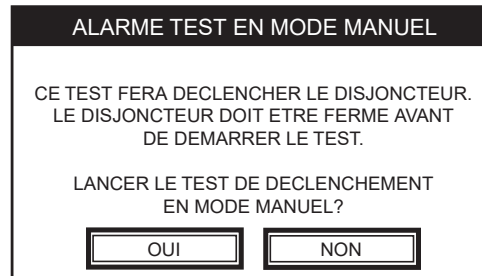 ALARME TEST EN MODE MANUEL
CE TEST FERA DECLENCHER LE DISJONCTEUR.
LE DISJONCTEUR DOIT ETRE FERME AVANT
DE DEMARRER LE TEST.
LANCER LE TEST DE DECLENCHEMENT
EN MODE MANUEL?
OUI
NON